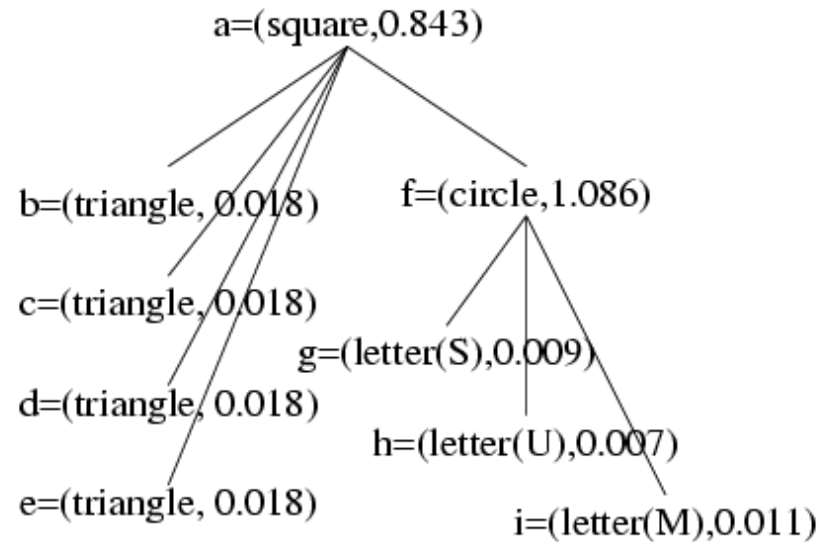 a=(square,0.843)
b=(triangle, 0.018)
f=(circle,1.086)
c=(triangle, 0.018)
g=(letter(S),0.009)
d=(triangle, 0.018)
h=(letter(U),0.007)
e=(triangle, 0.018)
i=(letter(M),0.011)